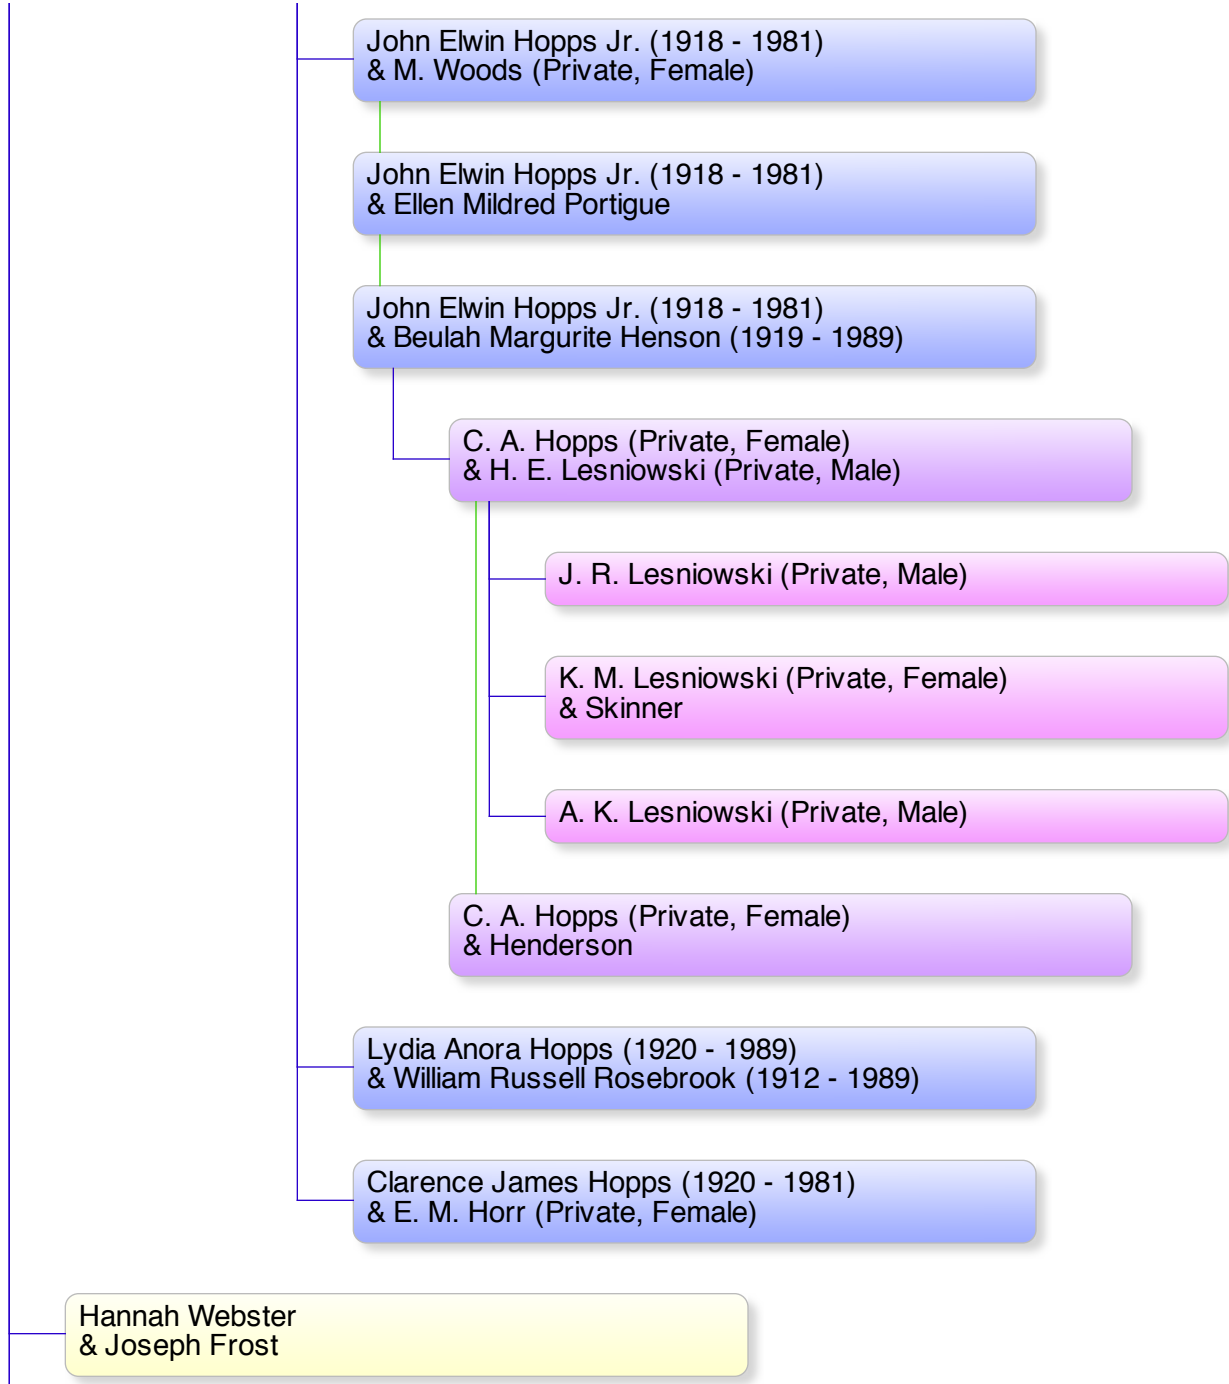 John Elwin Hopps Jr. (1918 - 1981)
& M. Woods (Private, Female)
John Elwin Hopps Jr. (1918 - 1981)
& Ellen Mildred Portigue
John Elwin Hopps Jr. (1918 - 1981)
& Beulah Margurite Henson (1919 - 1989)
C. A. Hopps (Private, Female)
& H. E. Lesniowski (Private, Male)
J. R. Lesniowski (Private, Male)
K. M. Lesniowski (Private, Female)
& Skinner
A. K. Lesniowski (Private, Male)
C. A. Hopps (Private, Female)
& Henderson
Lydia Anora Hopps (1920 - 1989)
& William Russell Rosebrook (1912 - 1989)
Clarence James Hopps (1920 - 1981)
& E. M. Horr (Private, Female)
Hannah Webster
& Joseph Frost